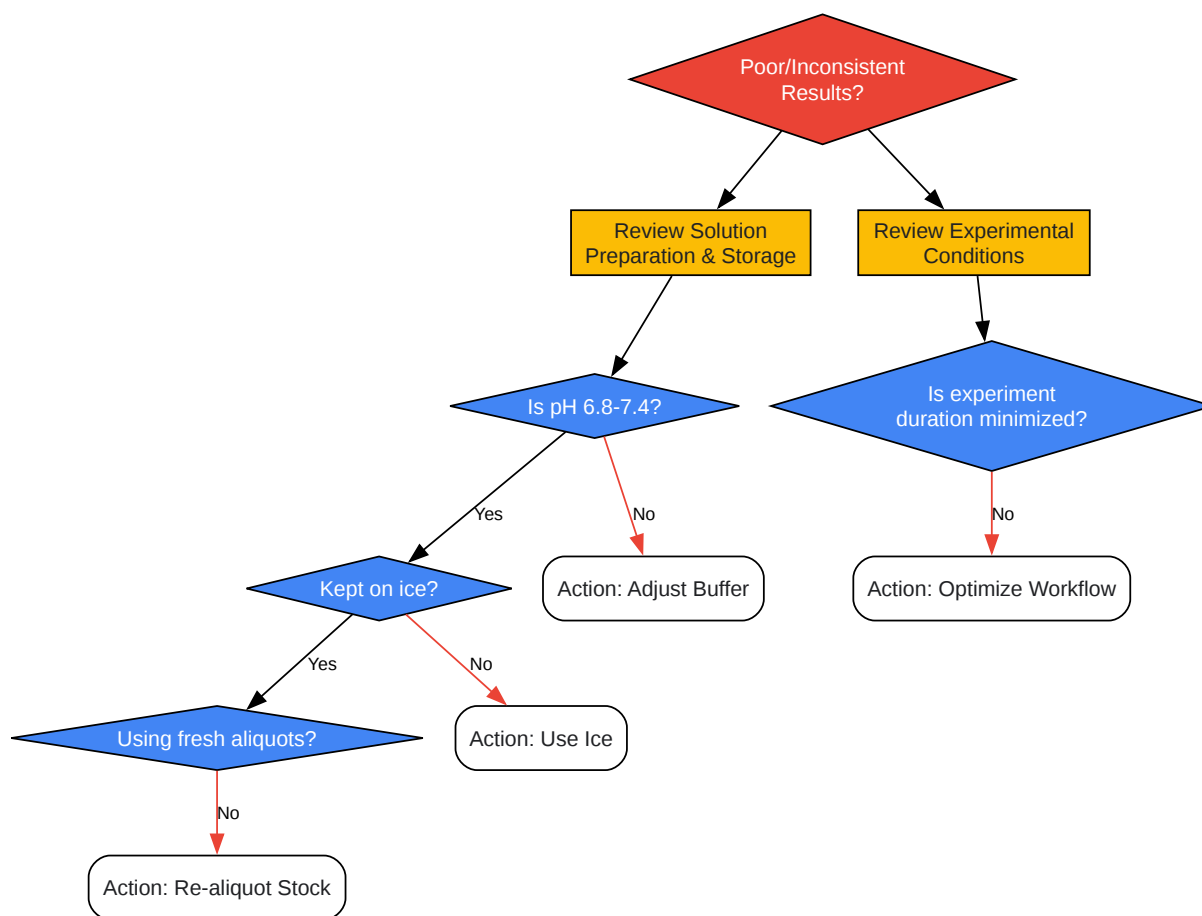 Poor/Inconsistent
Results?
Review Solution
Preparation & Storage
Review Experimental
Conditions
Is pH 6.8-7.4?
Is experiment
duration minimized?
Yes
No
No
Kept on ice?
Action: Adjust Buffer
Action: Optimize Workflow
Yes
No
Using fresh aliquots?
Action: Use Ice
No
Action: Re-aliquot Stock